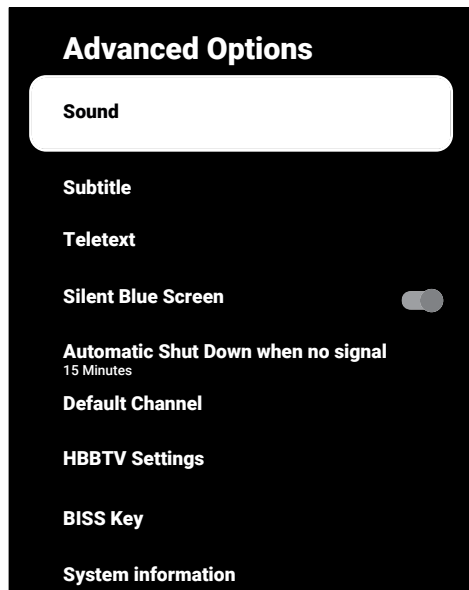 Advanced Options
Sound
Subtitle
Teletext
Silent Blue Screen
Automatic Shut Down when no signal
15 Minutes
Default Channel
HBBTV Settings
BISS Key
System information